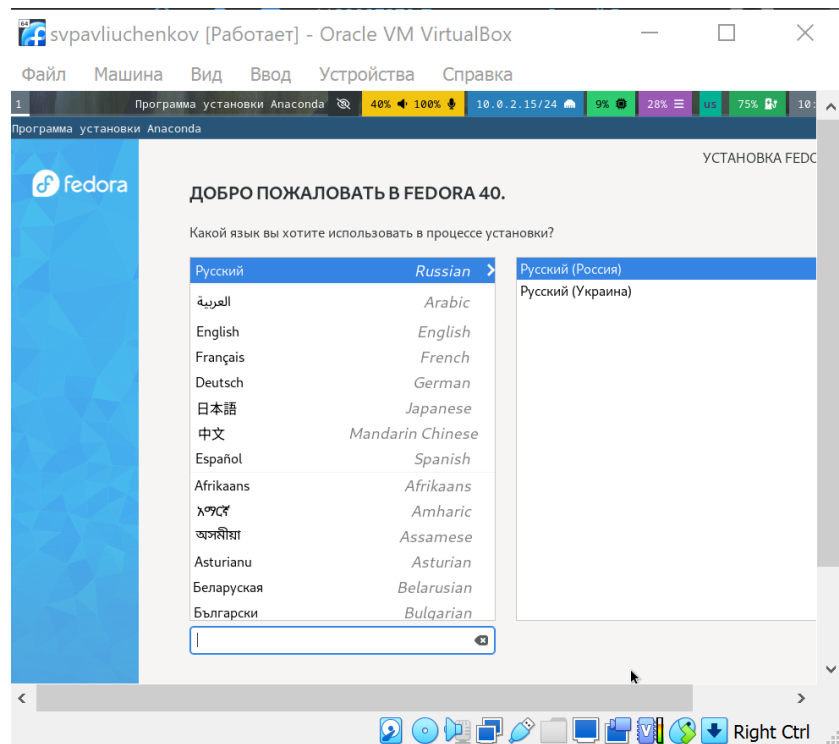 64
svpavliuchenkov [Работает] - Oracle VM VirtualBox
Файл Машина Вид Ввод Устройства Справка
1 Программа установки Anaconda 40% 100% 10.0.2.15/24 9% 28% us 75% 10:
Программа установки Anaconda
fedora
УСТАНОВКА FEDO
ДОБРО ПОЖАЛОВАТЬ В FEDORA 40.
Какой язык вы хотите использовать в процессе установки?
Русский Russian
Русский (Россия)
Русский (Украина)
العربية Arabic
English English
Français French
Deutsch German
日本語 Japanese
中文 Mandarin Chinese
Español Spanish
Afrikaans Afrikaans
አማርኛ Amharic
অসমীয়া Assamese
Asturianu Asturian
Беларуская Belarusian
Български Bulgarian
Right Ctrl